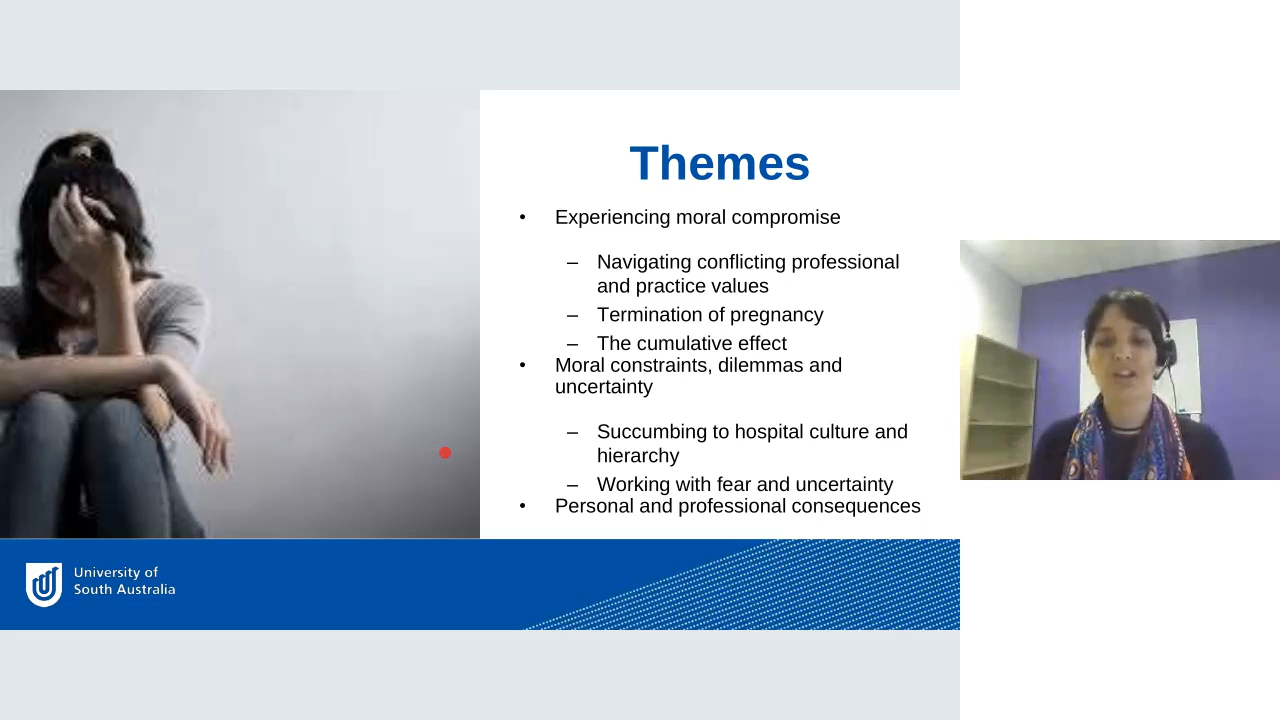 Themes
• Experiencing moral compromise
– Navigating conflicting professional
and practice values
– Termination of pregnancy
– The cumulative effect
• Moral constraints, dilemmas and
uncertainty
– Succumbing to hospital culture and
hierarchy
– Working with fear and uncertainty
• Personal and professional consequences
University of
South Australia